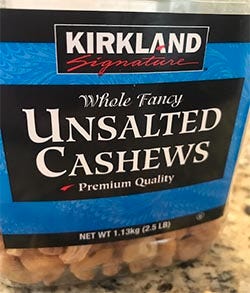 KIRKLAND
Signature
Whole Fancy
UNSALTED
CASHEWS
Premium Quality
NET WT 1.13kg (2.5 LB)